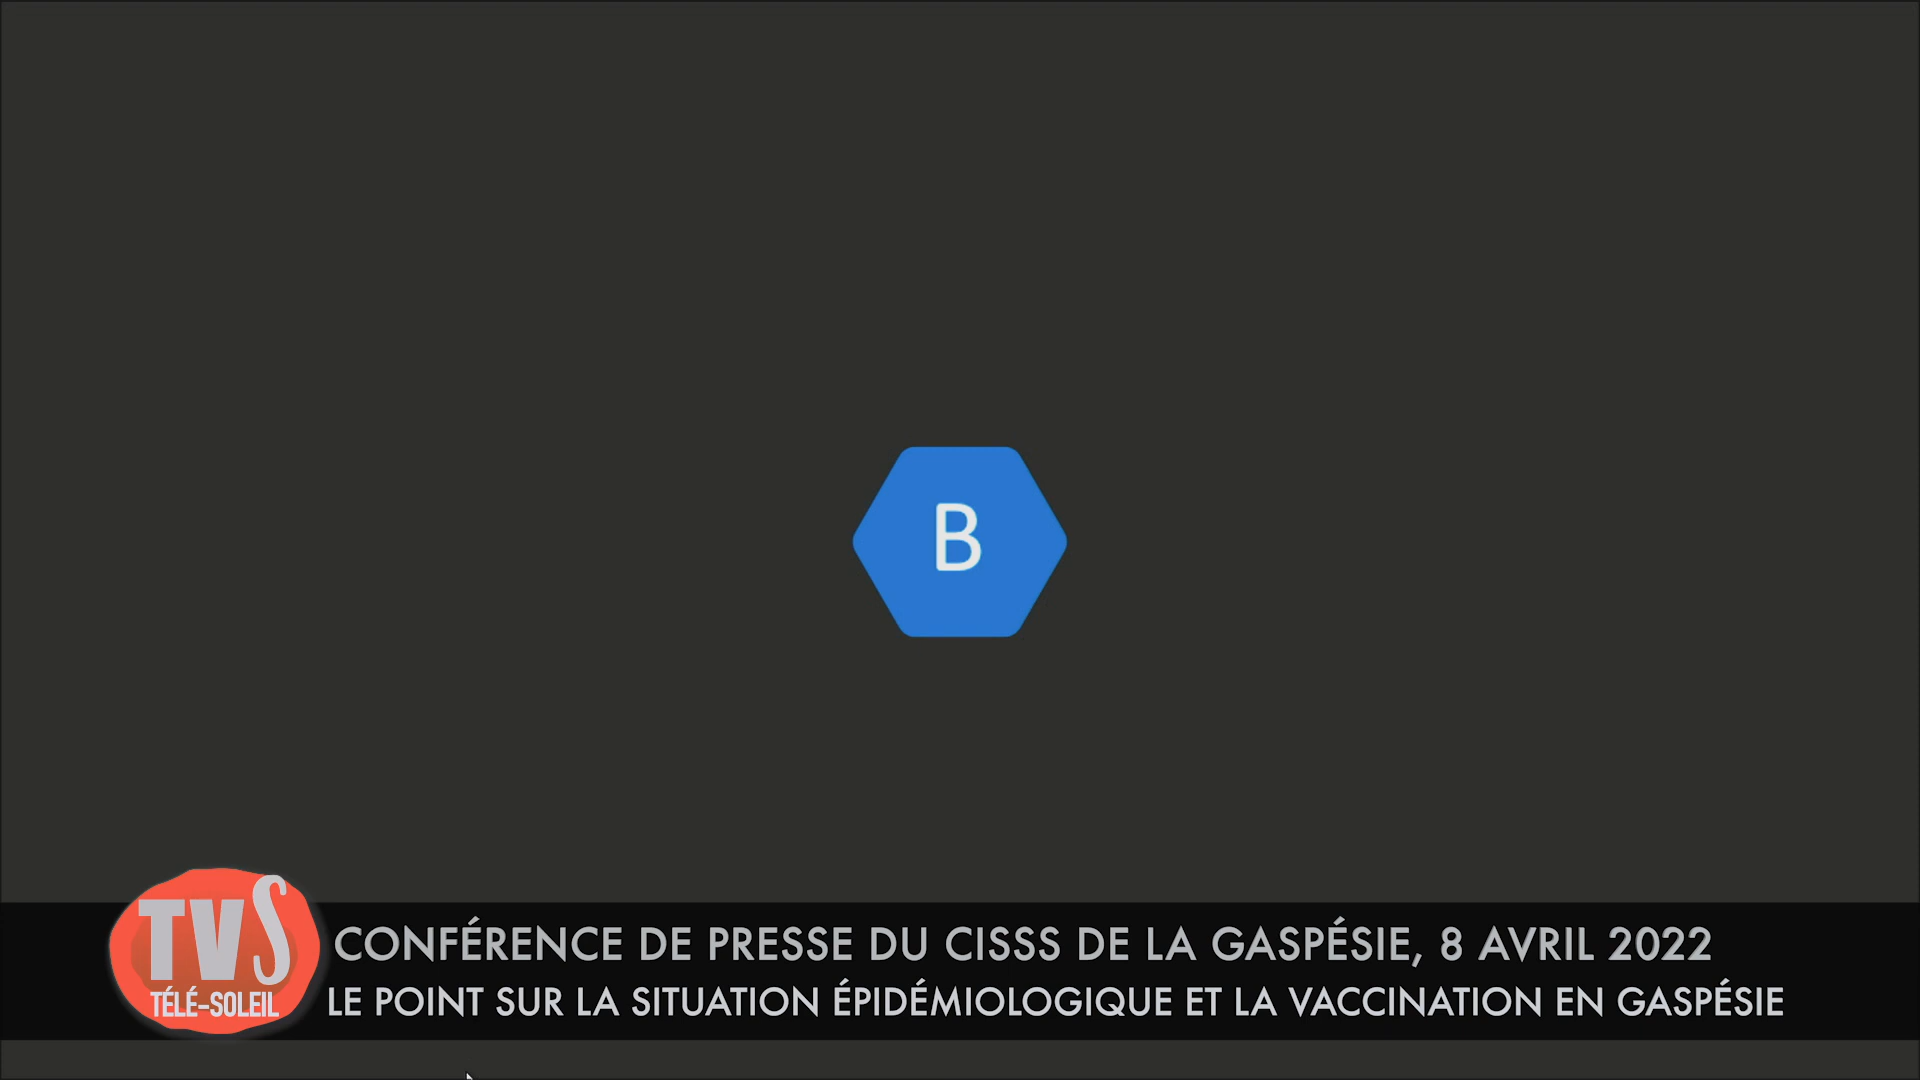 B
TVS
TÉLÉ-SOLEIL
CONFÉRENCE DE PRESSE DU CISSS DE LA GASPÉSIE, 8 AVRIL 2022
LE POINT SUR LA SITUATION ÉPIDÉMIOLOGIQUE ET LA VACCINATION EN GASPÉSIE